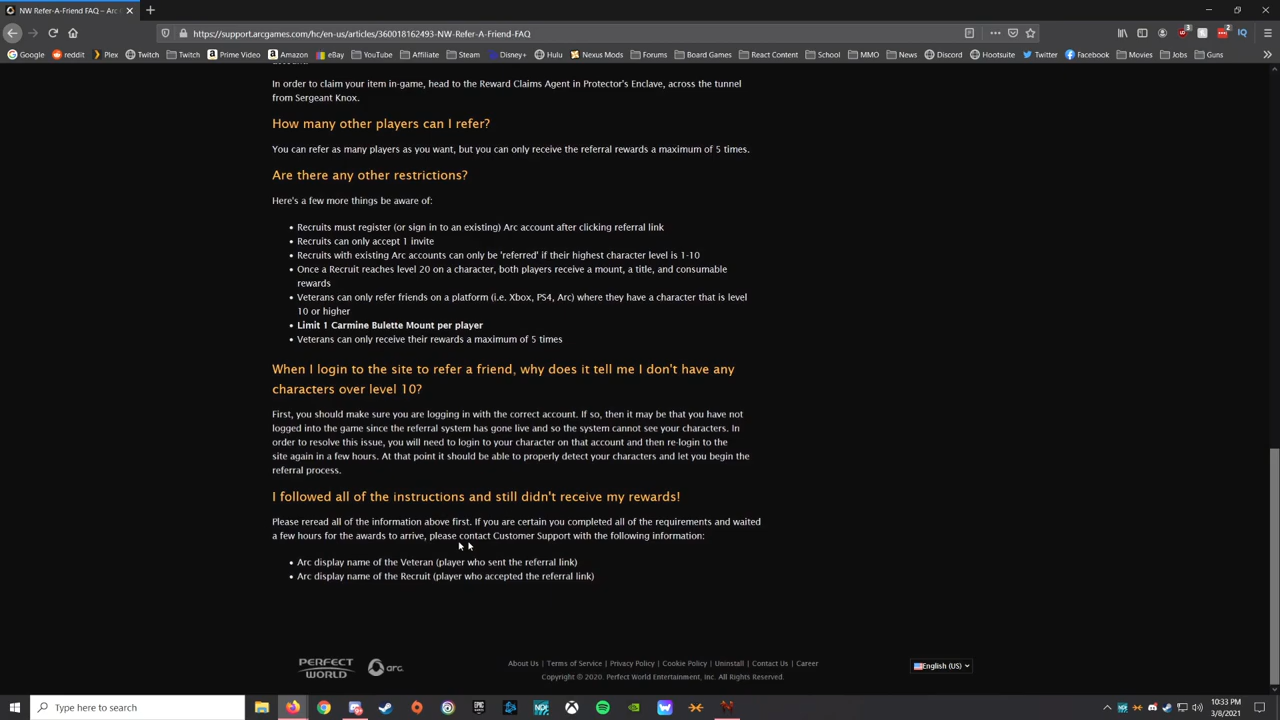 NW Refer-A-Friend FAQ – Arc
https://support.arcgames.com/hc/en-us/articles/360018162493-NW-Refer-A-Friend-FAQ
Google reddit Plex Twitch Twitch Prime Video Amazon eBay YouTube Affiliate Steam Disney+ Hulu Nexus Mods Forums Board Games React Content School MMO News Discord Hootsuite Twitter Facebook Movies Jobs Guns
In order to claim your item in-game, head to the Reward Claims Agent in Protector's Enclave, across the tunnel
from Sergeant Knox.
How many other players can I refer?
You can refer as many players as you want, but you can only receive the referral rewards a maximum of 5 times.
Are there any other restrictions?
Here's a few more things be aware of:
Recruits must register (or sign in to an existing) Arc account after clicking referral link
Recruits can only accept 1 invite
Recruits with existing Arc accounts can only be 'referred' if their highest character level is 1-10
Once a Recruit reaches level 20 on a character, both players receive a mount, a title, and consumable
rewards
Veterans can only refer friends on a platform (i.e. Xbox, PS4, Arc) where they have a character that is level
10 or higher
Limit 1 Carmine Bulette Mount per player
Veterans can only receive their rewards a maximum of 5 times
When I login to the site to refer a friend, why does it tell me I don't have any
characters over level 10?
First, you should make sure you are logging in with the correct account. If so, then it may be that you have not
logged into the game since the referral system has gone live and so the system cannot see your characters. In
order to resolve this issue, you will need to login to your character on that account and then re-login to the
site again in a few hours. At that point it should be able to properly detect your characters and let you begin the
referral process.
I followed all of the instructions and still didn't receive my rewards!
Please reread all of the information above first. If you are certain you completed all of the requirements and waited
a few hours for the awards to arrive, please contact Customer Support with the following information:
Arc display name of the Veteran (player who sent the referral link)
Arc display name of the Recruit (player who accepted the referral link)
PERFECT WORLD arc
About Us | Terms of Service | Privacy Policy | Cookie Policy | Uninstall | Contact Us | Career
English (US)
Copyright © 2020. Perfect World Entertainment, Inc. All Rights Reserved.
Type here to search
10:33 PM
3/8/2021